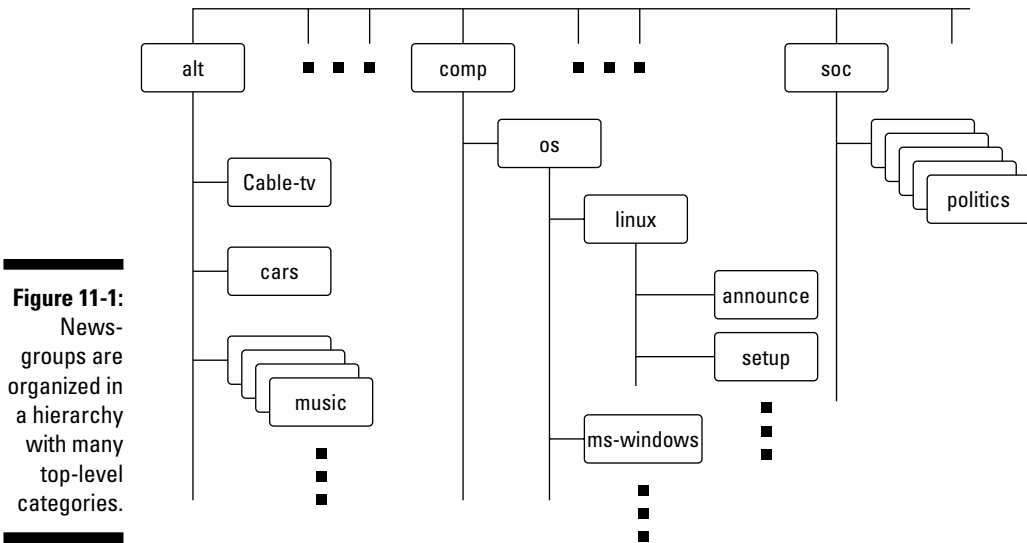 alt
comp
soc
os
Cable-tv
politics
linux
cars
announce
setup
music
ms-windows
Figure 11-1:
News-
groups are
organized in
a hierarchy
with many
top-level
categories.